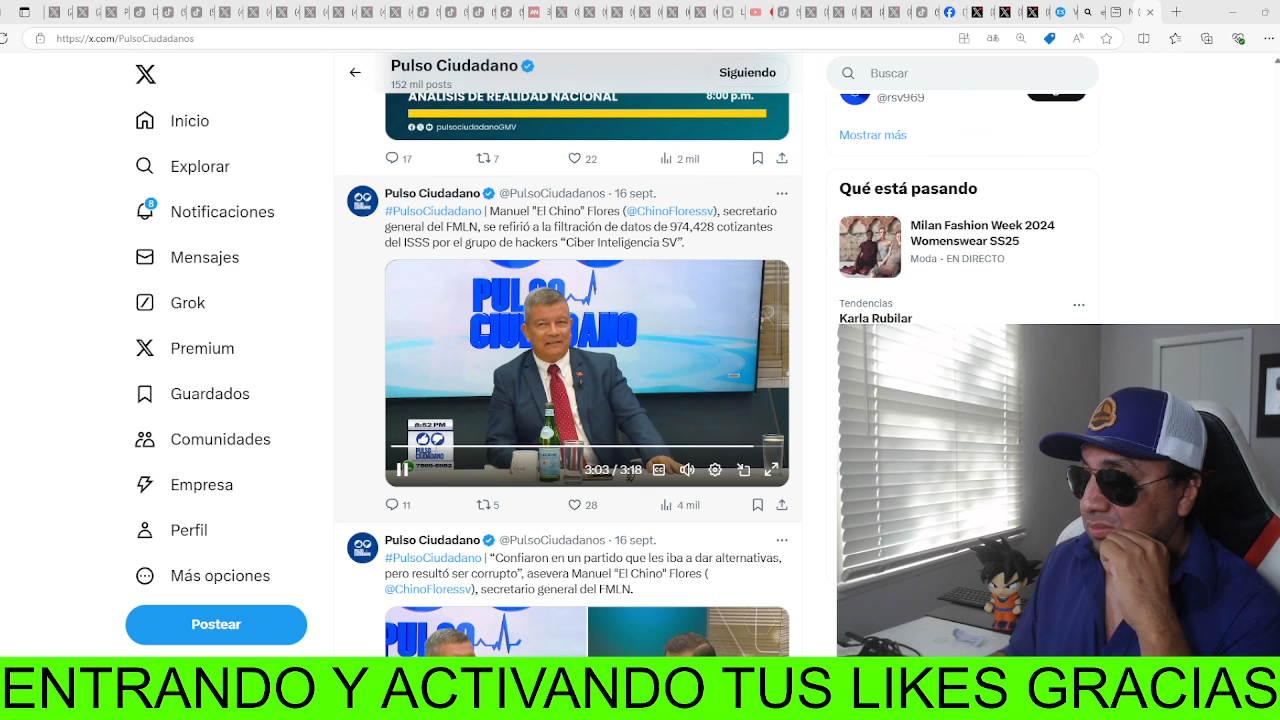 https://x.com/PulsoCiudadanos
Pulso Ciudadano
152 mil posts
Siguiendo
Buscar
ANÁLISIS DE REALIDAD NACIONAL
8:00 p.m.
pulsociudadanoGMV
17
7
22
2 mil
@rsv969
Mostrar más
Inicio
Explorar
8
Notificaciones
Mensajes
Grok
Premium
Guardados
Comunidades
Empresa
Perfil
Más opciones
Postear
Pulso Ciudadano @PulsoCiudadanos · 16 sept.
#PulsoCiudadano | Manuel "El Chino" Flores (@ChinoFloressv), secretario
general del FMLN, se refirió a la filtración de datos de 974,428 cotizantes
del ISSS por el grupo de hackers “Ciber Inteligencia SV”.
PULSO
CIUDADANO
8:52 PM
PULSO
CIUDADANO
3:03 / 3:18
11
5
28
4 mil
Pulso Ciudadano @PulsoCiudadanos · 16 sept.
#PulsoCiudadano | “Confiaron en un partido que les iba a dar alternativas,
pero resultó ser corrupto”, asevera Manuel "El Chino" Flores (
@ChinoFloressv), secretario general del FMLN.
Qué está pasando
Milan Fashion Week 2024
Womenswear SS25
Moda · EN DIRECTO
Tendencias
Karla Rubilar
ENTRANDO Y ACTIVANDO TUS LIKES GRACIAS